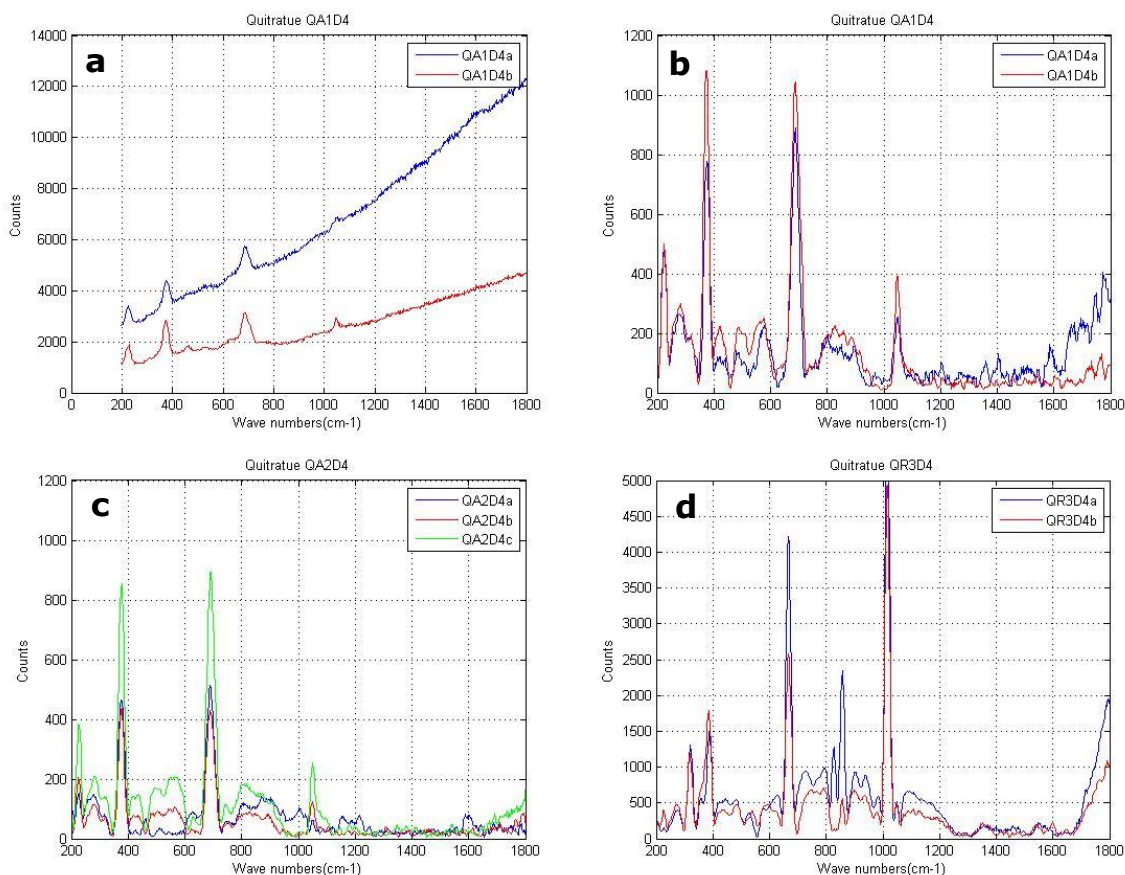 Quitratue QA1D4
a
QA1D4a
QA1D4b
14000
12000
10000
8000
6000
4000
2000
0
Counts
0 200 400 600 800 1000 1200 1400 1600 1800
Wave numbers(cm-1)
Quitratue QA1D4
b
QA1D4a
QA1D4b
1200
1000
800
600
400
200
0
Counts
200 400 600 800 1000 1200 1400 1600 1800
Wave numbers(cm-1)
Quitratue QA2D4
c
QA2D4a
QA2D4b
QA2D4c
1200
1000
800
600
400
200
0
Counts
200 400 600 800 1000 1200 1400 1600 1800
Wave numbers(cm-1)
Quitratue QR3D4
d
QR3D4a
QR3D4b
5000
4500
4000
3500
3000
2500
2000
1500
1000
500
0
Counts
200 400 600 800 1000 1200 1400 1600 1800
Wave numbers(cm-1)